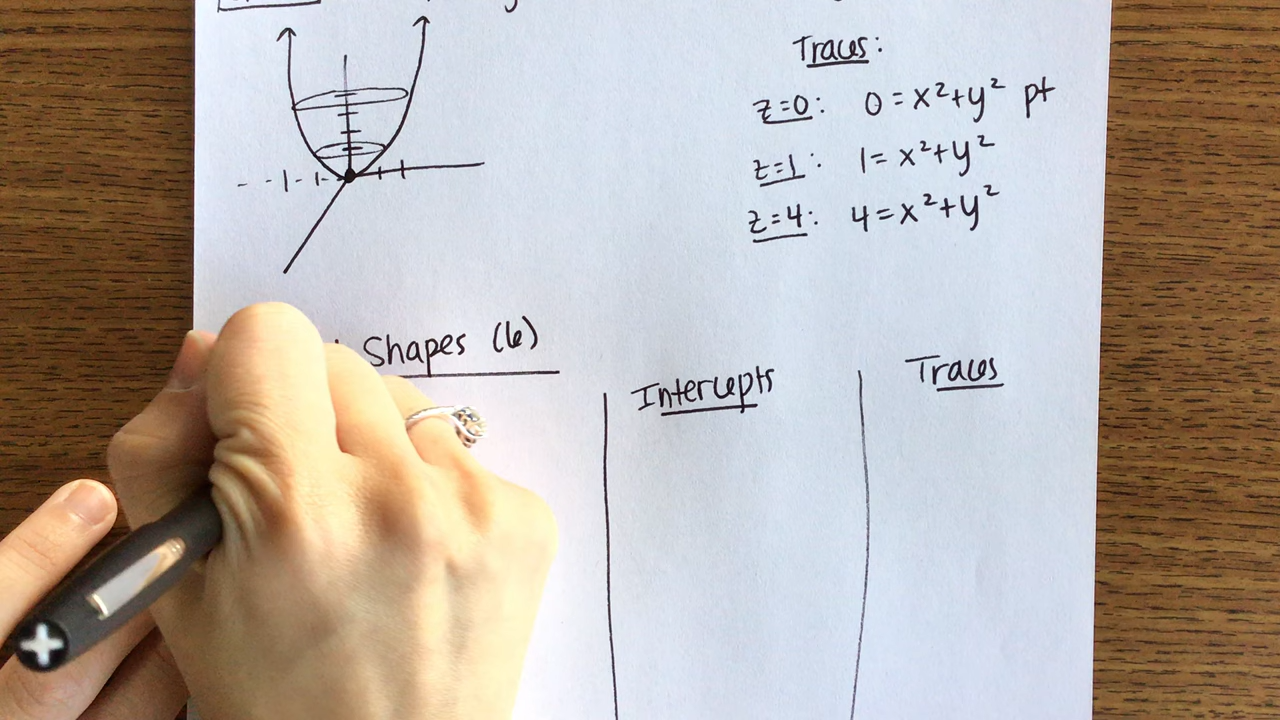 Traces:
z=0: 0 = x²+y² pt
z=1: 1 = x²+y²
z=4: 4 = x²+y²
Shapes (6)
Intercepts
Traces